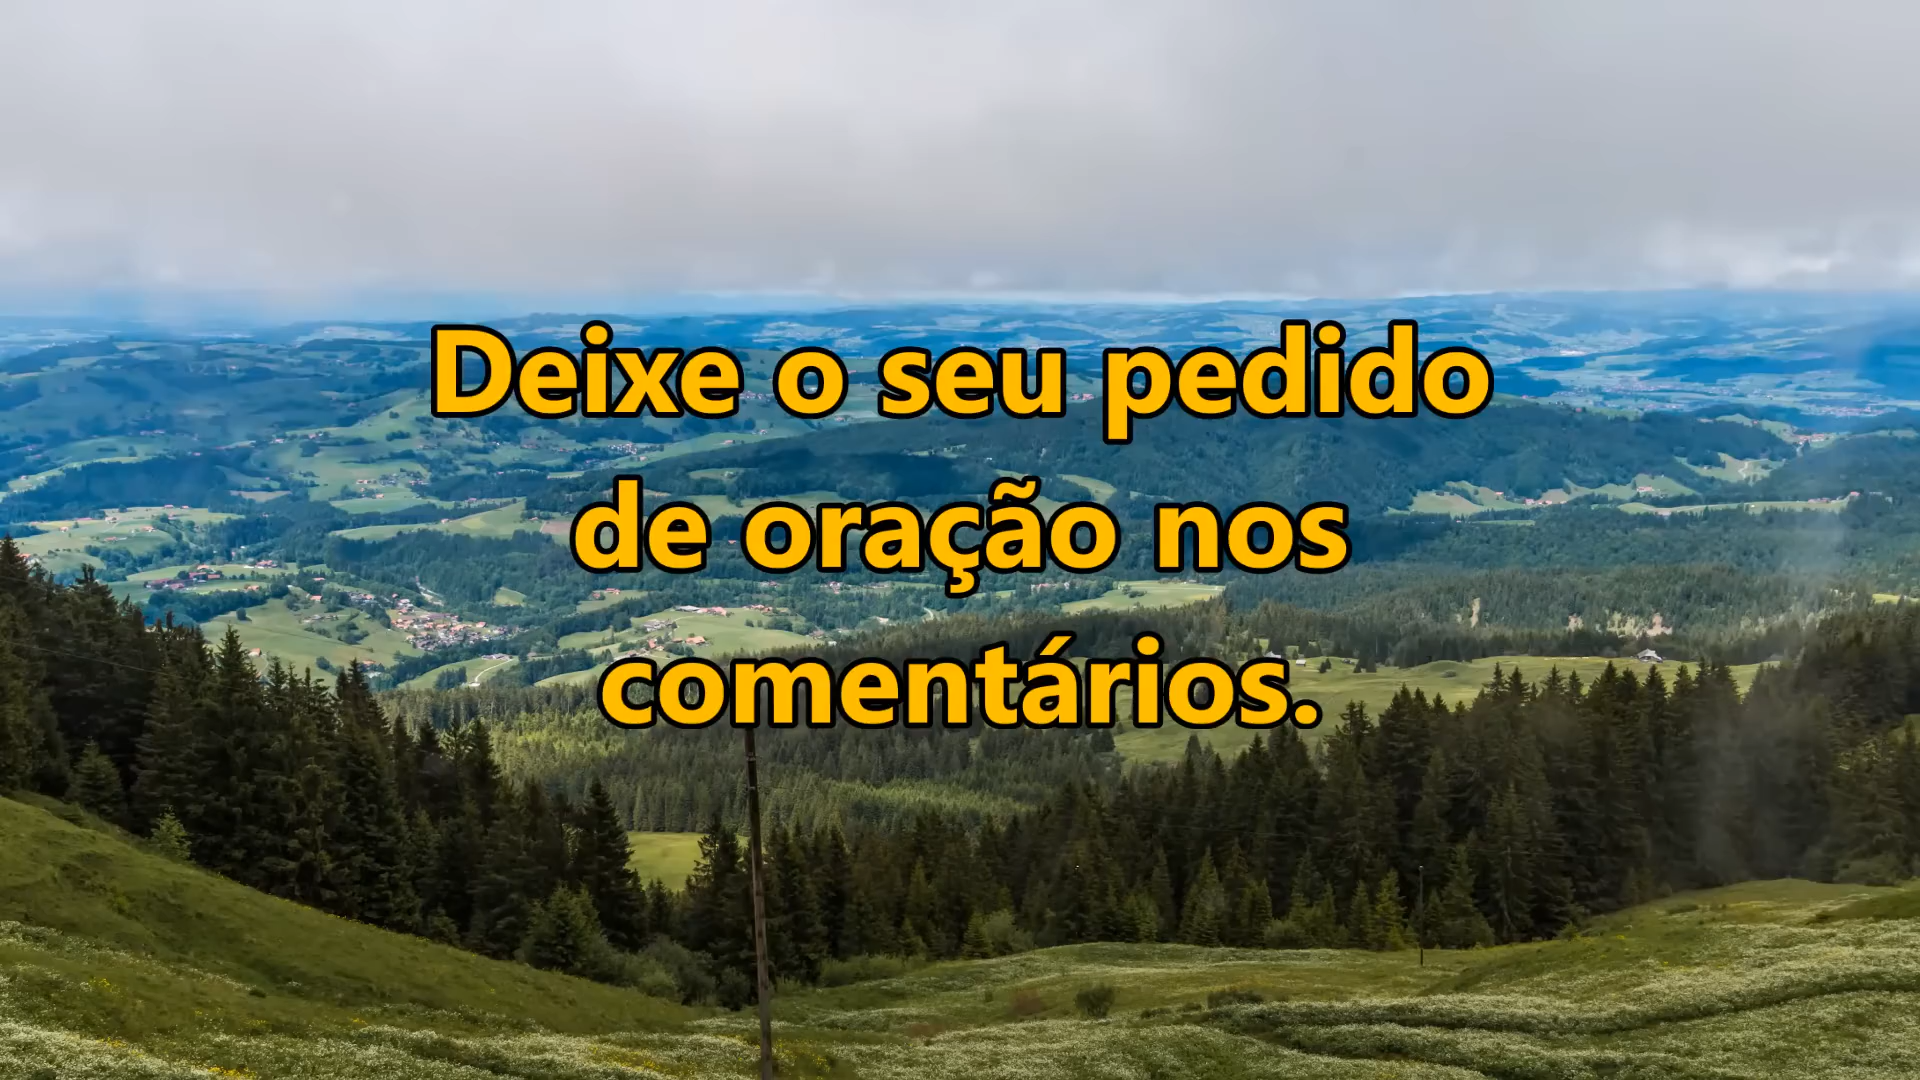 Deixe o seu pedido
de oração nos
comentários.